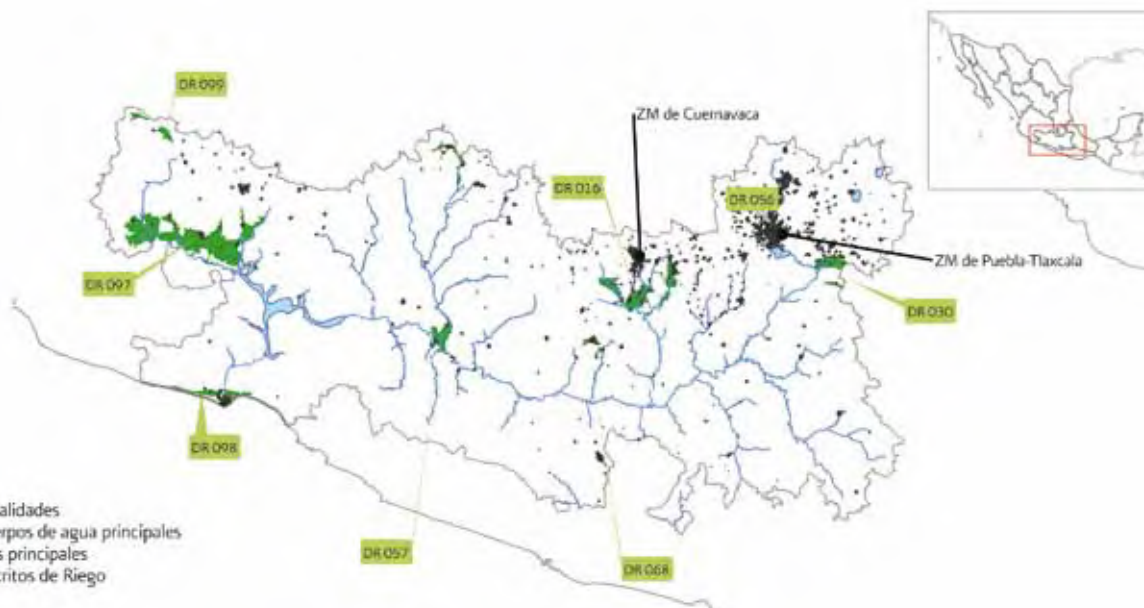 DR 099
ZM de Cuernavaca
DR 016
DR 056
ZM de Puebla-Tlaxcala
DR 097
DR 030
DR 098
alidades
erpos de agua principales
s principales
tritos de Riego
DR 057
DR 068